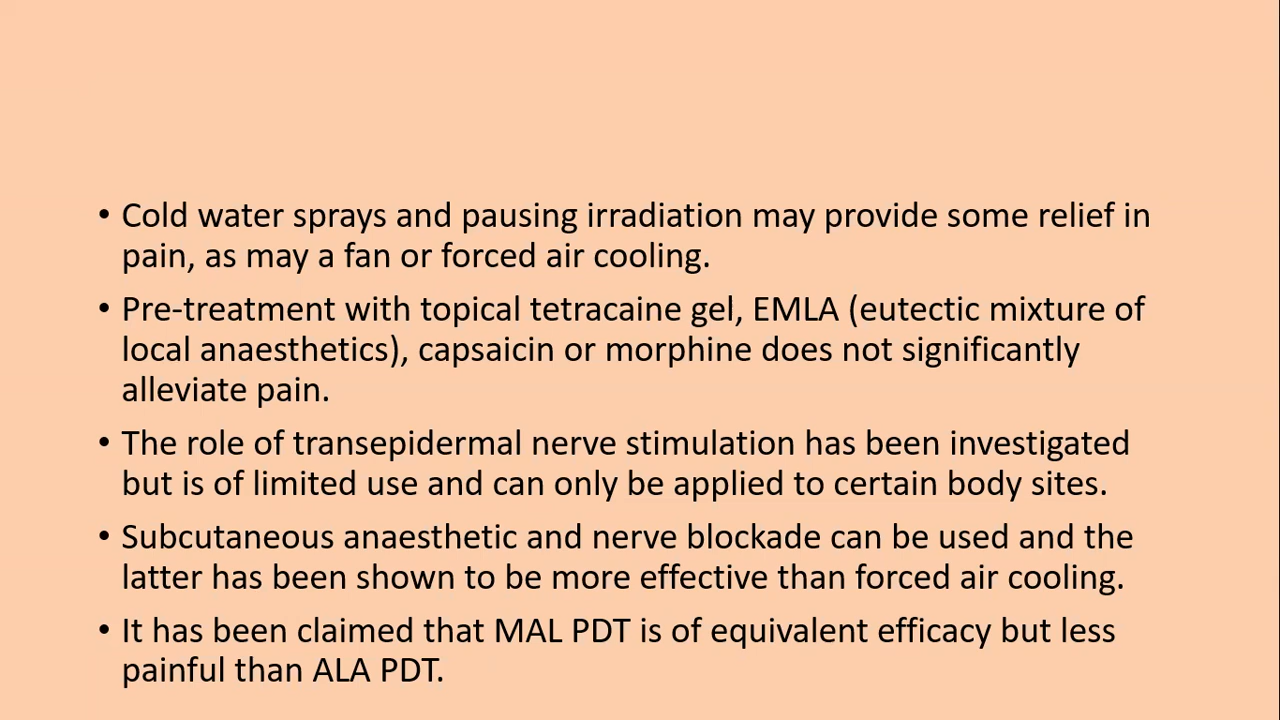 • Cold water sprays and pausing irradiation may provide some relief in
pain, as may a fan or forced air cooling.
• Pre-treatment with topical tetracaine gel, EMLA (eutectic mixture of
local anaesthetics), capsaicin or morphine does not significantly
alleviate pain.
• The role of transepidermal nerve stimulation has been investigated
but is of limited use and can only be applied to certain body sites.
• Subcutaneous anaesthetic and nerve blockade can be used and the
latter has been shown to be more effective than forced air cooling.
• It has been claimed that MAL PDT is of equivalent efficacy but less
painful than ALA PDT.